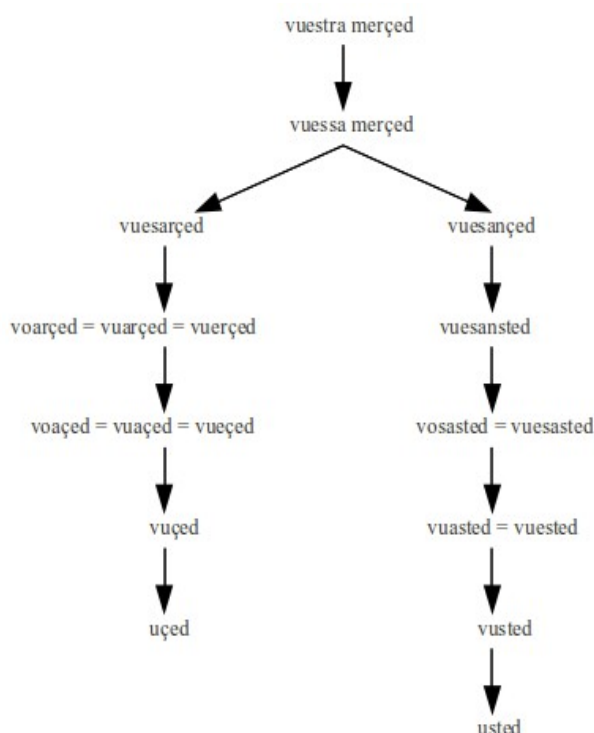 vuestra merçed
vuessa merçed
vuesarçed
vuesançed
voarçed = vuarçed = vuerçed
vuesansted
voaçed = vuaçed = vueçed
vosasted = vuesasted
vuçed
vuasted = vuested
uçed
vusted
usted